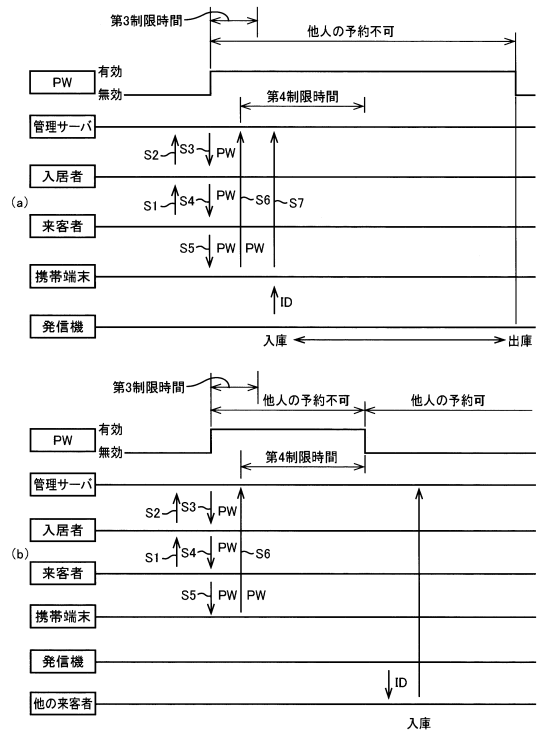 第3制限時間
他人の予約不可
PW
有効
無効
第4制限時間
管理サーバ
S2 S3 PW
入居者
(a)
S1 S4 PW S6 S7
来客者
S5 PW PW
携帯端末
ID
発信機
入庫 出庫
第3制限時間
他人の予約不可 他人の予約可
PW
有効
無効
第4制限時間
管理サーバ
S2 S3 PW
入居者
(b)
S1 S4 PW S6
来客者
S5 PW PW
携帯端末
発信機
ID
他の来客者
入庫